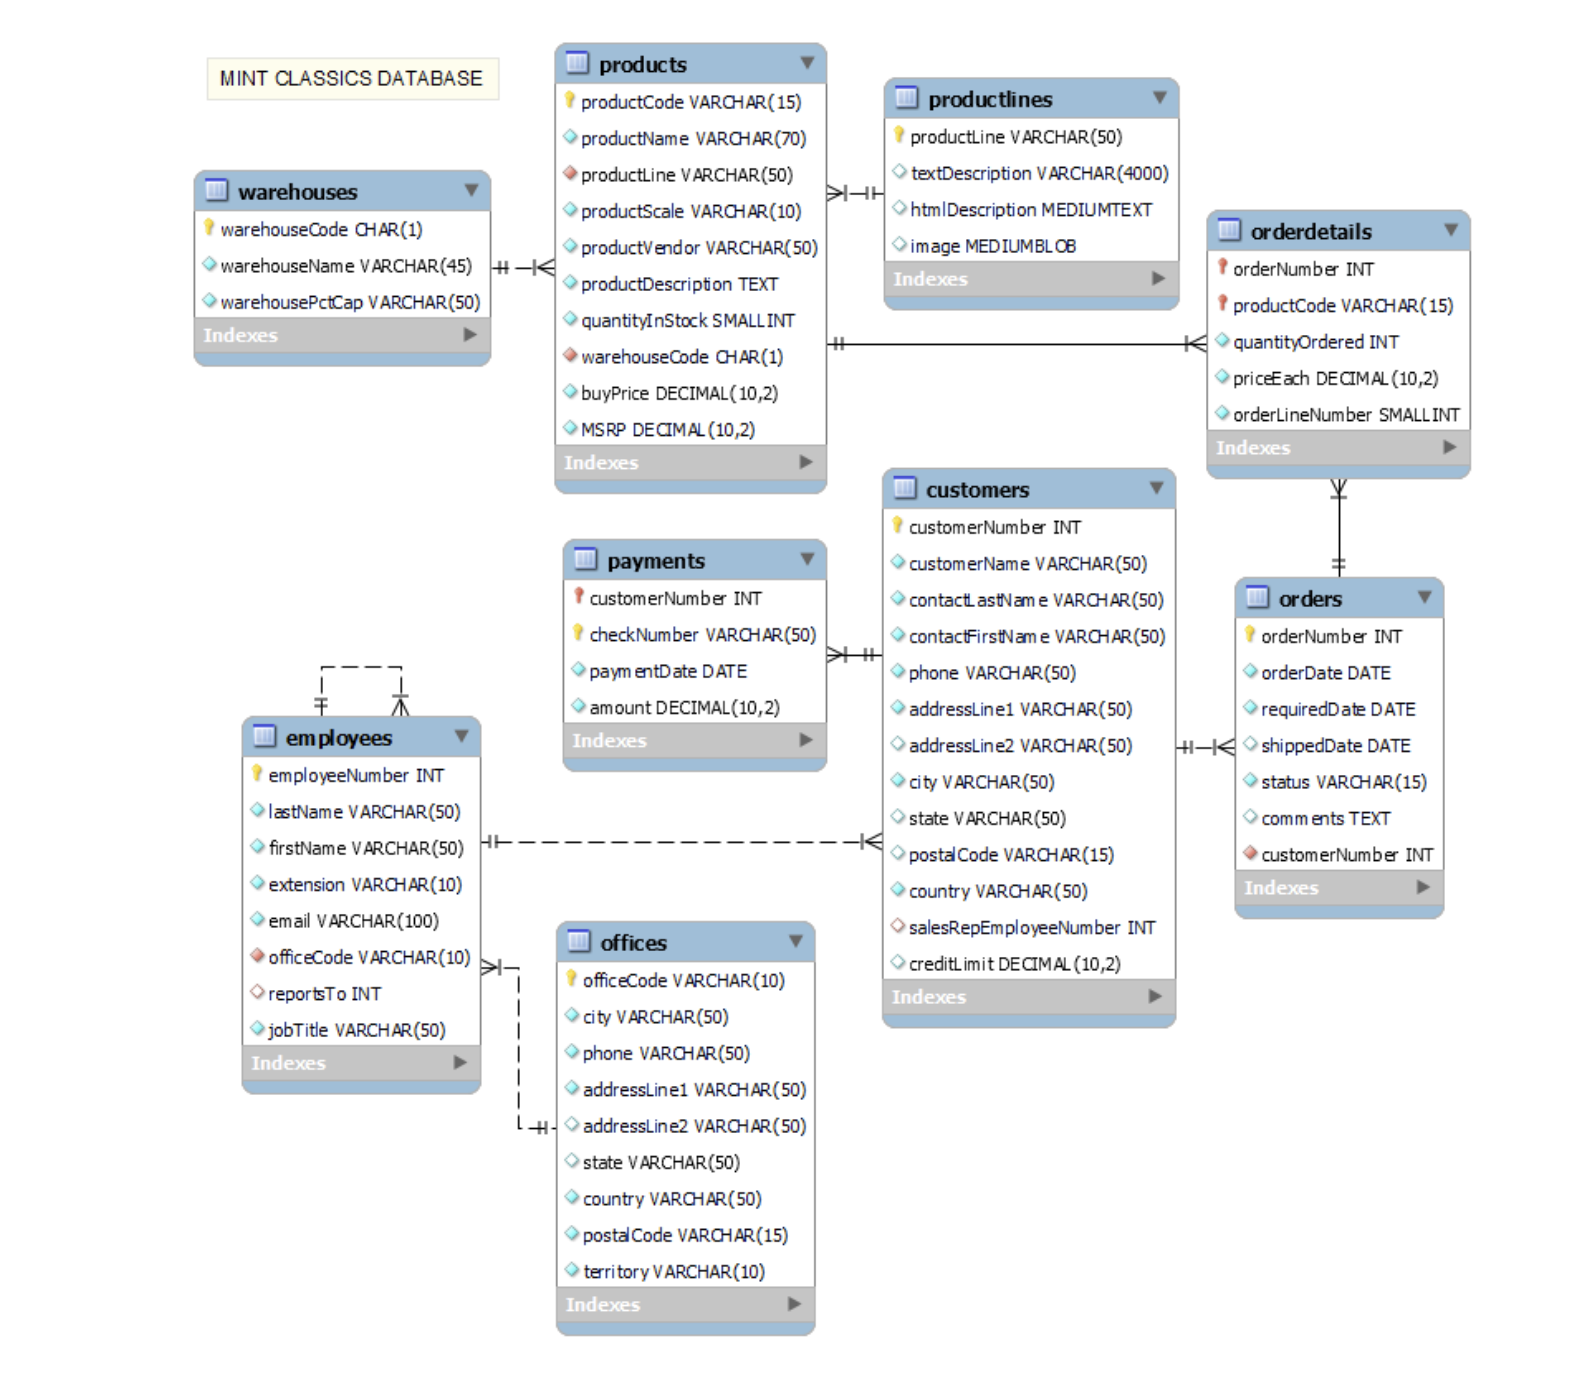 MINT CLASSICS DATABASE
products
productCode VARCHAR(15)
productName VARCHAR(70)
productLine VARCHAR(50)
productScale VARCHAR(10)
productVendor VARCHAR(50)
productDescription TEXT
quantityInStock SMALLINT
warehouseCode CHAR(1)
buyPrice DECIMAL(10,2)
MSRP DECIMAL(10,2)
Indexes
productlines
productLine VARCHAR(50)
textDescription VARCHAR(4000)
htmlDescription MEDIUMTEXT
image MEDIUMBLOB
Indexes
warehouses
warehouseCode CHAR(1)
warehouseName VARCHAR(45)
warehousePctCap VARCHAR(50)
Indexes
orderdetails
orderNumber INT
productCode VARCHAR(15)
quantityOrdered INT
priceEach DECIMAL(10,2)
orderLineNumber SMALLINT
Indexes
customers
customerNumber INT
customerName VARCHAR(50)
contactLastName VARCHAR(50)
contactFirstName VARCHAR(50)
phone VARCHAR(50)
addressLine1 VARCHAR(50)
addressLine2 VARCHAR(50)
city VARCHAR(50)
state VARCHAR(50)
postalCode VARCHAR(15)
country VARCHAR(50)
salesRepEmployeeNumber INT
creditLimit DECIMAL(10,2)
Indexes
payments
customerNumber INT
checkNumber VARCHAR(50)
paymentDate DATE
amount DECIMAL(10,2)
Indexes
orders
orderNumber INT
orderDate DATE
requiredDate DATE
shippedDate DATE
status VARCHAR(15)
comments TEXT
customerNumber INT
Indexes
employees
employeeNumber INT
lastName VARCHAR(50)
firstName VARCHAR(50)
extension VARCHAR(10)
email VARCHAR(100)
officeCode VARCHAR(10)
reportsTo INT
jobTitle VARCHAR(50)
Indexes
offices
officeCode VARCHAR(10)
city VARCHAR(50)
phone VARCHAR(50)
addressLine1 VARCHAR(50)
addressLine2 VARCHAR(50)
state VARCHAR(50)
country VARCHAR(50)
postalCode VARCHAR(15)
territory VARCHAR(10)
Indexes